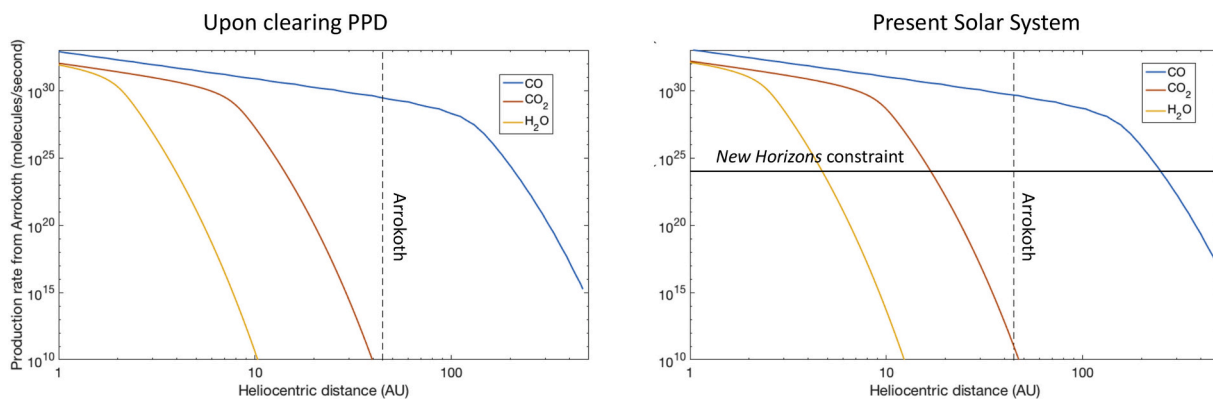 Upon clearing PPD
Production rate from Arrokoth (molecules/second)
10^30
10^25
10^20
10^15
10^10
CO
CO₂
H₂O
Arrokoth
1
10
100
Heliocentric distance (AU)
Present Solar System
10^30
10^25
10^20
10^15
10^10
CO
CO₂
H₂O
New Horizons constraint
Arrokoth
1
10
100
Heliocentric distance (AU)